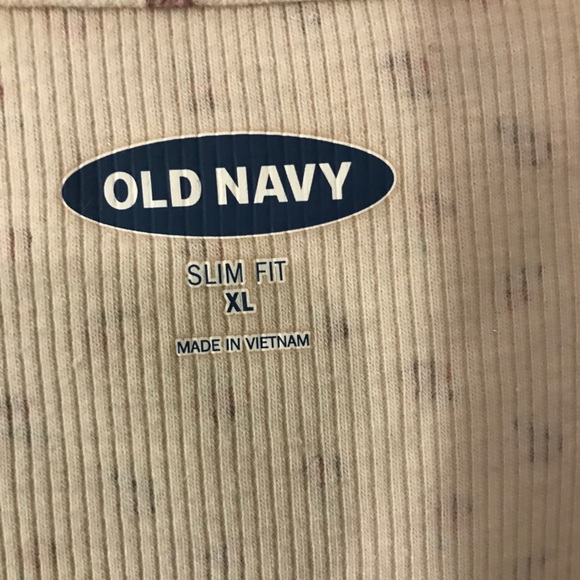 OLD NAVY
SLIM FIT
XL
MADE IN VIETNAM